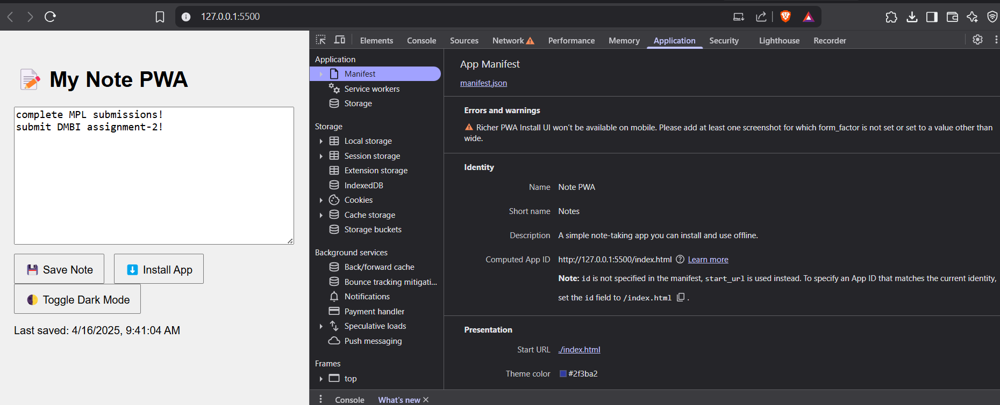 127.0.0.1:5500
My Note PWA
complete MPL submissions!
submit DMBI assignment-2!
Save Note
Install App
Toggle Dark Mode
Last saved: 4/16/2025, 9:41:04 AM
Elements Console Sources Network Performance Memory Application Security Lighthouse Recorder
Application
Manifest
Service workers
Storage
Storage
Local storage
Session storage
Extension storage
IndexedDB
Cookies
Cache storage
Storage buckets
Background services
Back/forward cache
Bounce tracking mitigati...
Notifications
Payment handler
Speculative loads
Push messaging
Frames
top
App Manifest
manifest.json
Errors and warnings
Richer PWA Install UI won’t be available on mobile. Please add at least one screenshot for which form_factor is not set or set to a value other than
wide.
Identity
Name Note PWA
Short name Notes
Description A simple note-taking app you can install and use offline.
Computed App ID http://127.0.0.1:5500/index.html Learn more
Note: id is not specified in the manifest, start_url is used instead. To specify an App ID that matches the current identity,
set the id field to /index.html .
Presentation
Start URL ./index.html
Theme color #2f3ba2
Console What's new